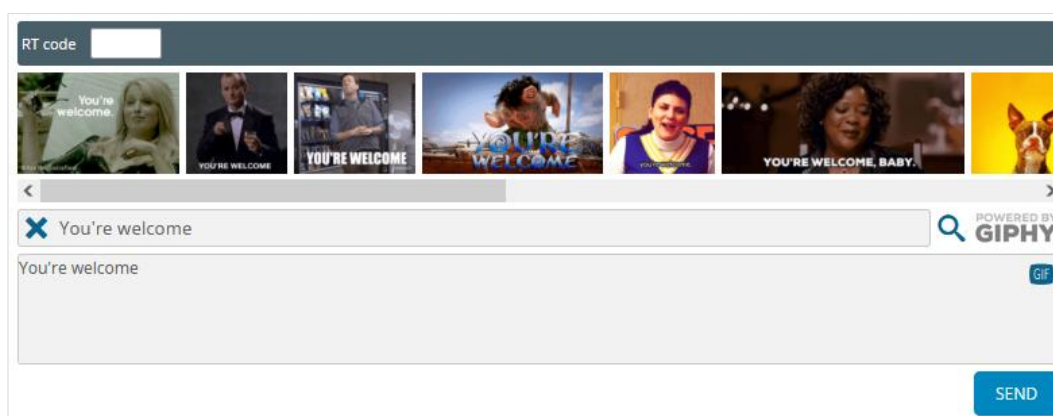 RT code
You're
welcome.
YOU'RE WELCOME
YOU'RE WELCOME
YOU'RE
WELCOME
YOU'RE WELCOME, BABY.
You're welcome
POWERED BY
GIPHY
You're welcome
GIF
SEND